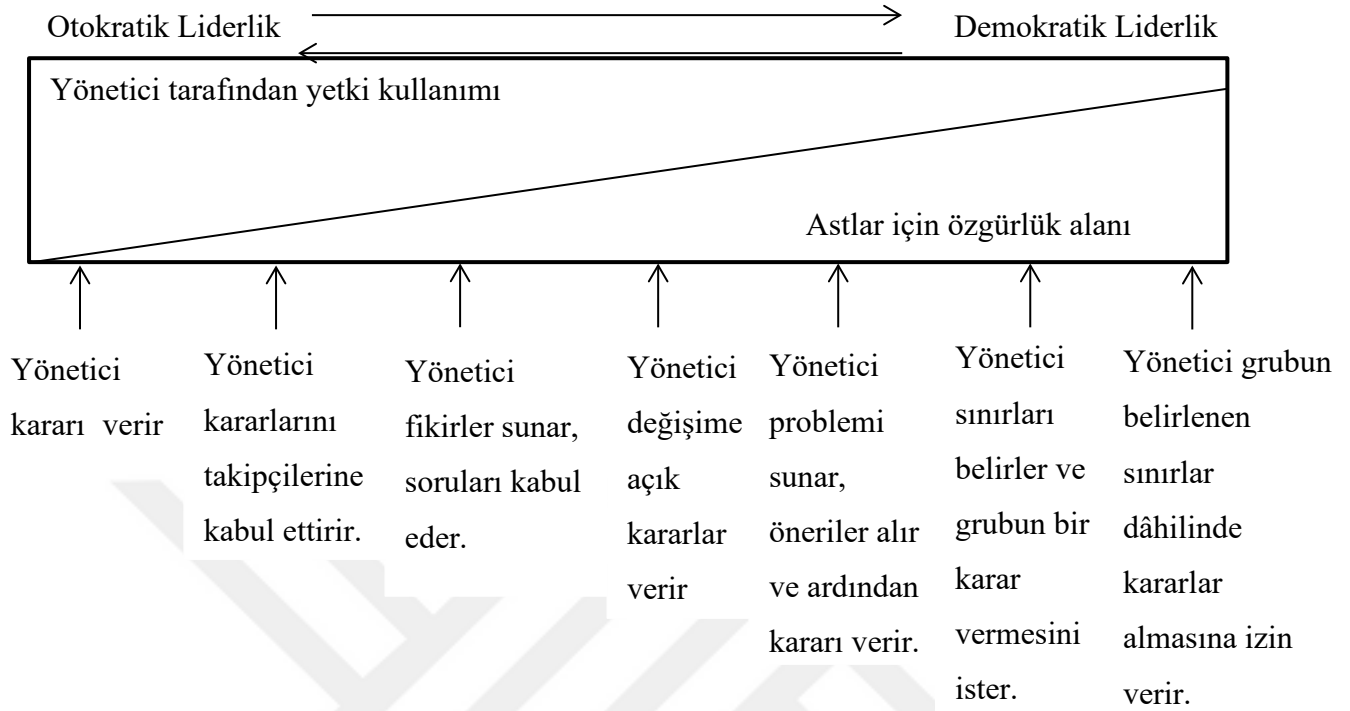 Otokratik Liderlik
Demokratik Liderlik
Yönetici tarafından yetki kullanımı
Astlar için özgürlük alanı
Yönetici
kararı verir
Yönetici
kararlarını
takipçilerine
kabul ettirir.
Yönetici
fikirler sunar,
soruları kabul
eder.
Yönetici
değişime
açık
kararlar
verir
Yönetici
problemi
sunar,
öneriler alır
ve ardından
kararı verir.
Yönetici
sınırları
belirler ve
grubun bir
karar
vermesini
ister.
Yönetici grubun
belirlenen
sınırlar
dâhilinde
kararlar
almasına izin
verir.